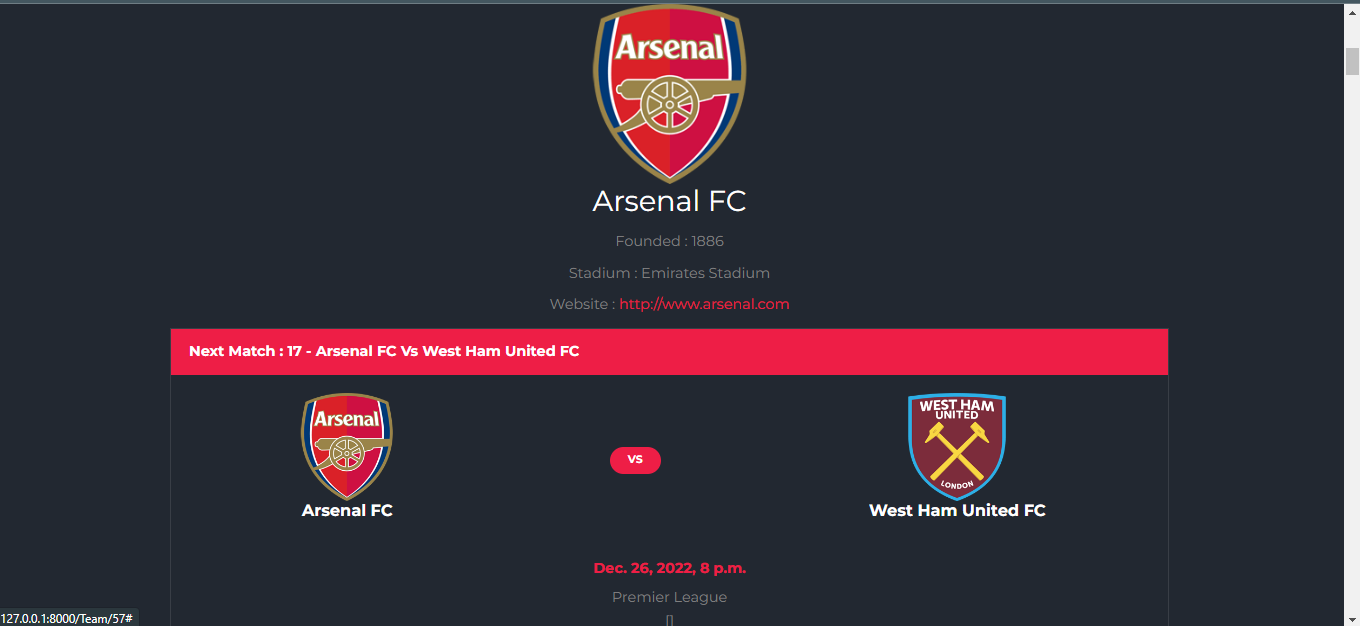 Arsenal
Arsenal FC
Founded : 1886
Stadium : Emirates Stadium
Website : http://www.arsenal.com
Next Match : 17 - Arsenal FC Vs West Ham United FC
Arsenal
VS
WEST HAM
UNITED
LONDON
Arsenal FC
West Ham United FC
Dec. 26, 2022, 8 p.m.
Premier League
[]
127.0.0.1:8000/Team/57#